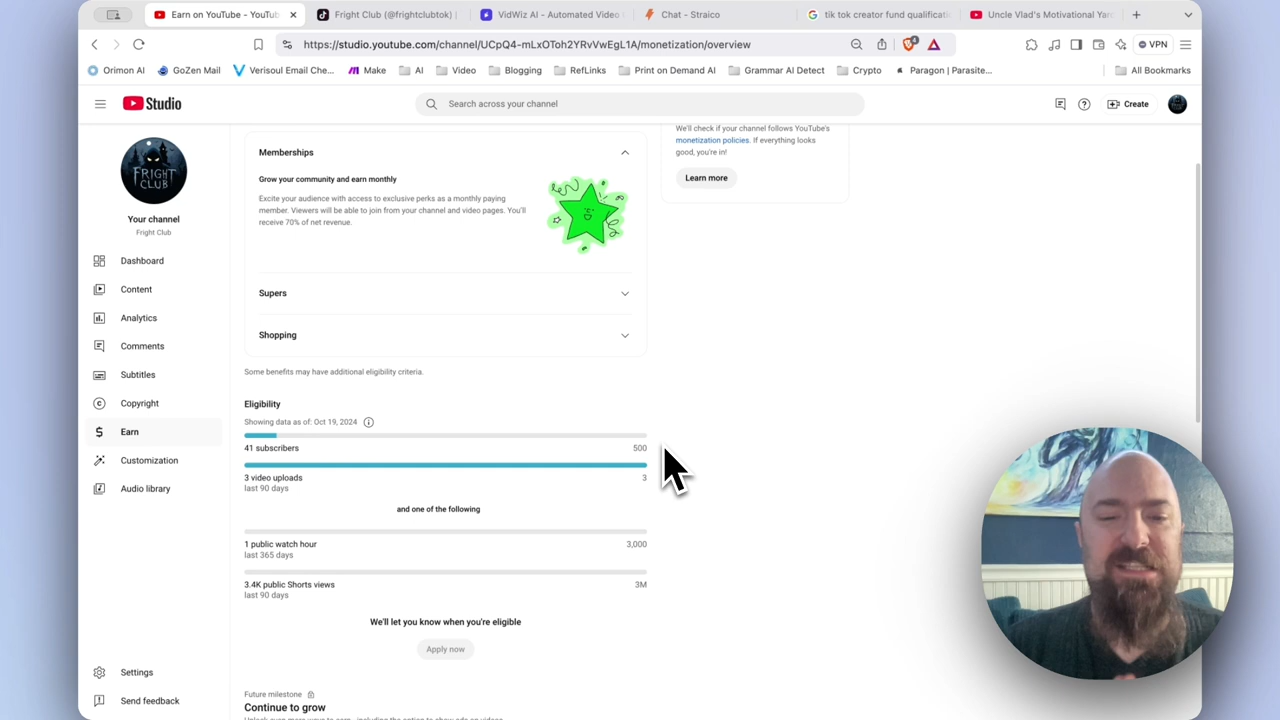 Earn on YouTube - YouTub
Fright Club (@frightclubtok) |
VidWiz AI - Automated Video
Chat - Straico
tik tok creator fund qualificati
Uncle Vlad's Motivational Yarn
https://studio.youtube.com/channel/UCpQ4-mLxOToh2YRvVwEgL1A/monetization/overview
4
VPN
Orimon AI
GoZen Mail
Verisoul Email Che...
Make
AI
Video
Blogging
RefLinks
Print on Demand AI
Grammar AI Detect
Crypto
Paragon | Parasite...
All Bookmarks
Studio
Search across your channel
Create
FRIGHT
CLUB
Your channel
Fright Club
Dashboard
Content
Analytics
Comments
Subtitles
Copyright
Earn
Customization
Audio library
Settings
Send feedback
Memberships
Grow your community and earn monthly
Excite your audience with access to exclusive perks as a monthly paying
member. Viewers will be able to join from your channel and video pages. You'll
receive 70% of net revenue.
Supers
Shopping
Some benefits may have additional eligibility criteria.
Eligibility
Showing data as of: Oct 19, 2024
41 subscribers 500
3 video uploads 3
last 90 days
and one of the following
1 public watch hour 3,000
last 365 days
3.4K public Shorts views 3M
last 90 days
We'll let you know when you're eligible
Apply now
Future milestone
Continue to grow
We'll check if your channel follows YouTube's
monetization policies. If everything looks
good, you're in!
Learn more